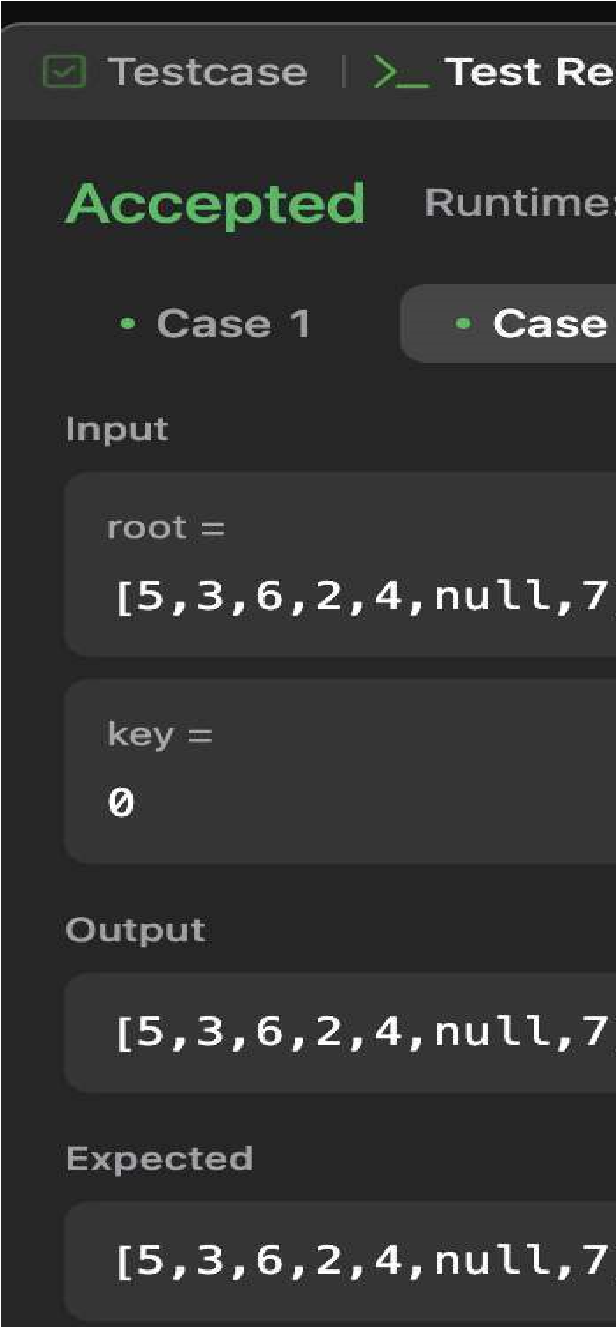 Testcase | >_ Test Re
Accepted Runtime:
• Case 1 • Case
Input
root =
[5,3,6,2,4,null,7
key =
0
Output
[5,3,6,2,4,null,7
Expected
[5,3,6,2,4,null,7